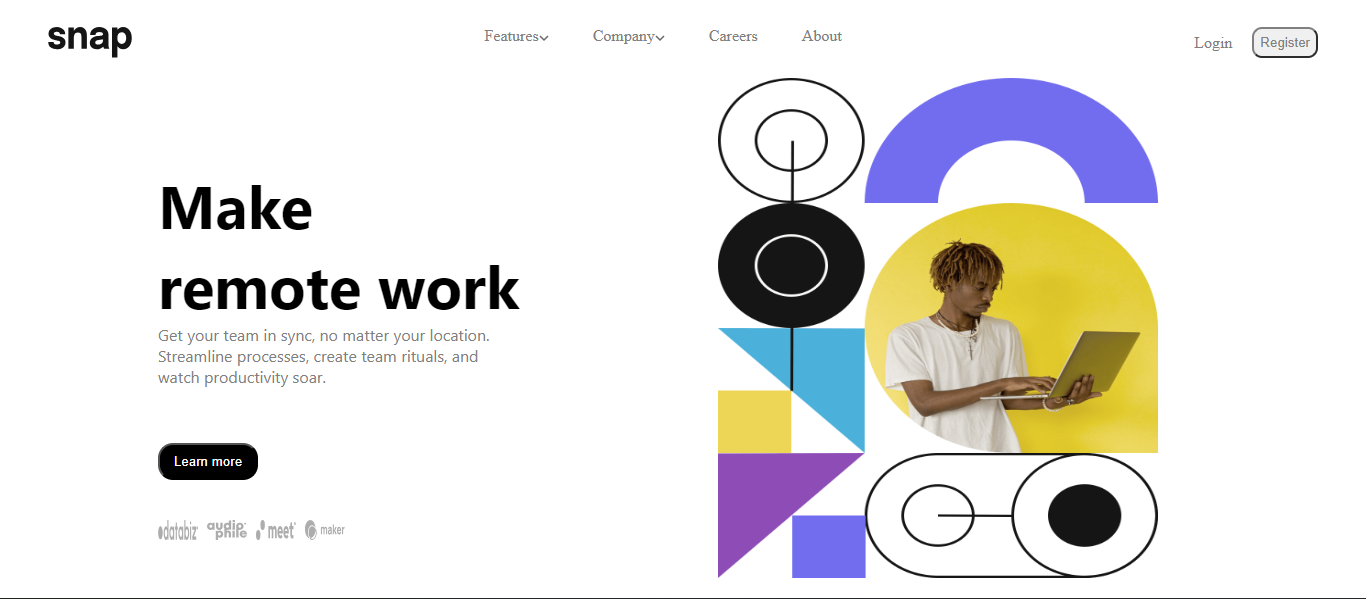 snap
Features
Company
Careers
About
Login
Register
Make
remote work
Get your team in sync, no matter your location.
Streamline processes, create team rituals, and
watch productivity soar.
Learn more
databiz
audiophile
meet
maker